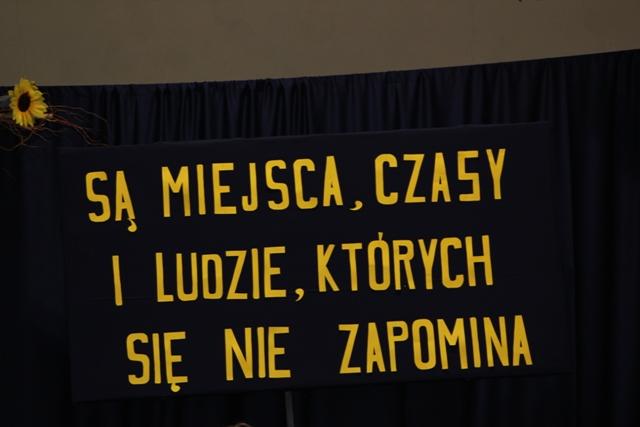 SĄ MIEJSCA, CZASY
I LUDZIE, KTÓRYCH
SIĘ NIE ZAPOMINA